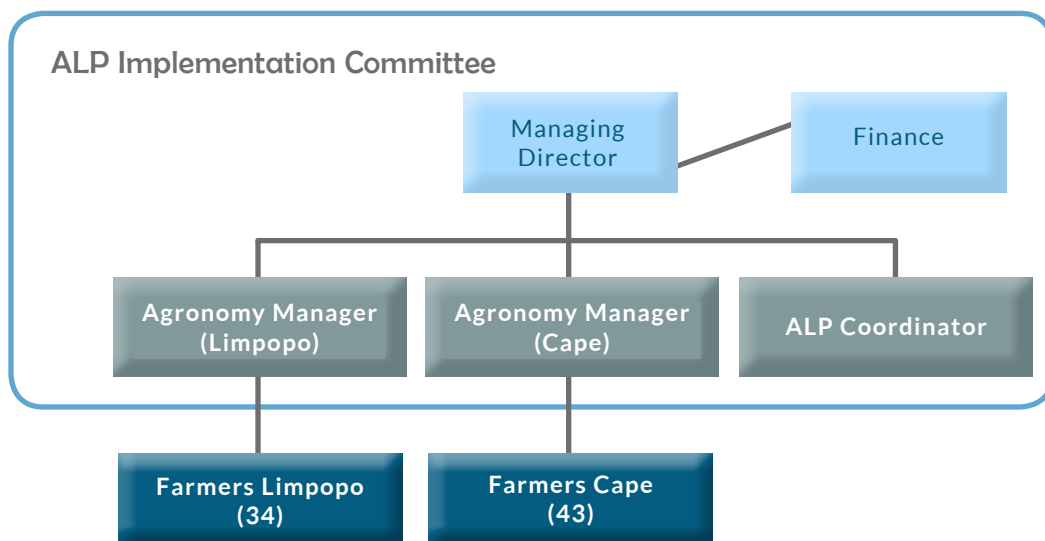 ALP Implementation Committee
Managing
Director
Finance
Agronomy Manager
(Limpopo)
Agronomy Manager
(Cape)
ALP Coordinator
Farmers Limpopo
(34)
Farmers Cape
(43)